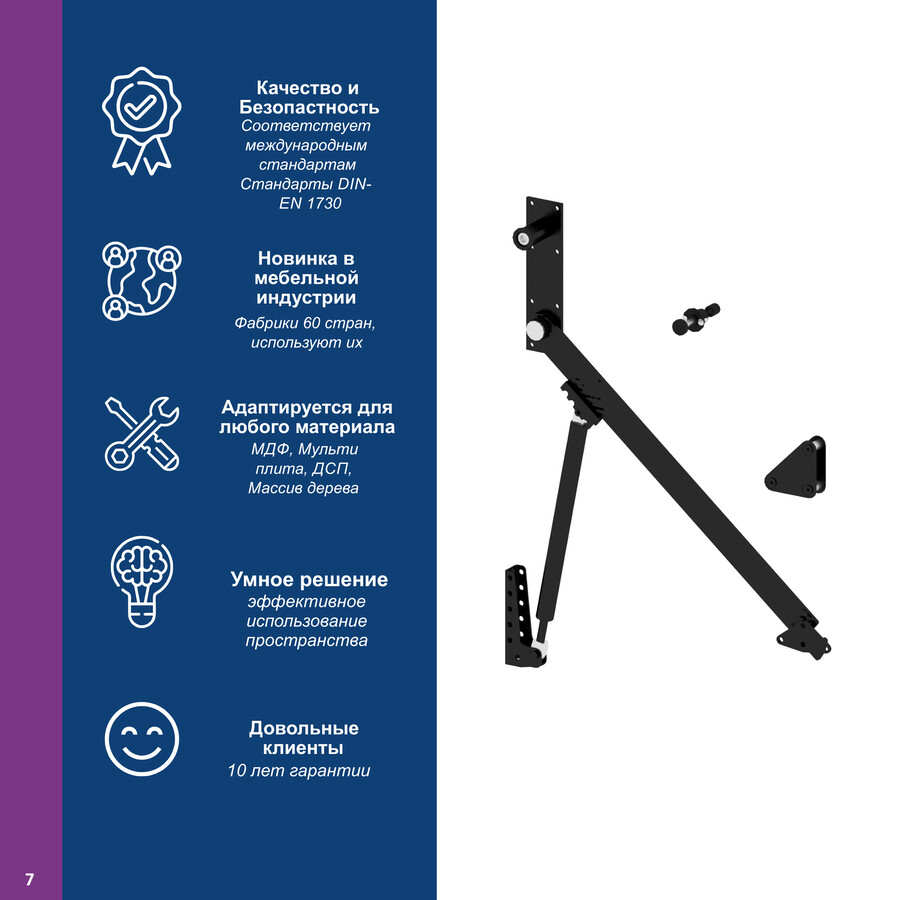 Качество и
Безопастность
Соответствует
международным
стандартам
Стандарты DIN-
EN 1730
Новинка в
мебельной
индустрии
Фабрики 60 стран,
используют их
Адаптируется для
любого материала
МДФ, Мульти
плита, ДСП,
Массив дерева
Умное решение
эффективное
использование
пространства
Довольные
клиенты
10 лет гарантии
7